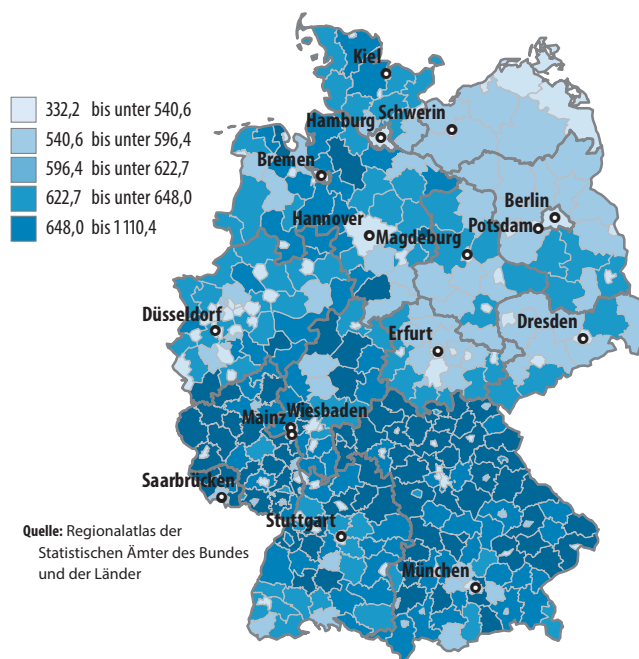 332,2 bis unter 540,6
540,6 bis unter 596,4
596,4 bis unter 622,7
622,7 bis unter 648,0
648,0 bis 1110,4
Kiel
Schwerin
Hamburg
Bremen
Berlin
Hannover
Potsdam
Magdeburg
Düsseldorf
Dresden
Erfurt
Wiesbaden
Mainz
Saarbrücken
Stuttgart
München
Quelle: Regionalatlas der
Statistischen Ämter des Bundes
und der Länder